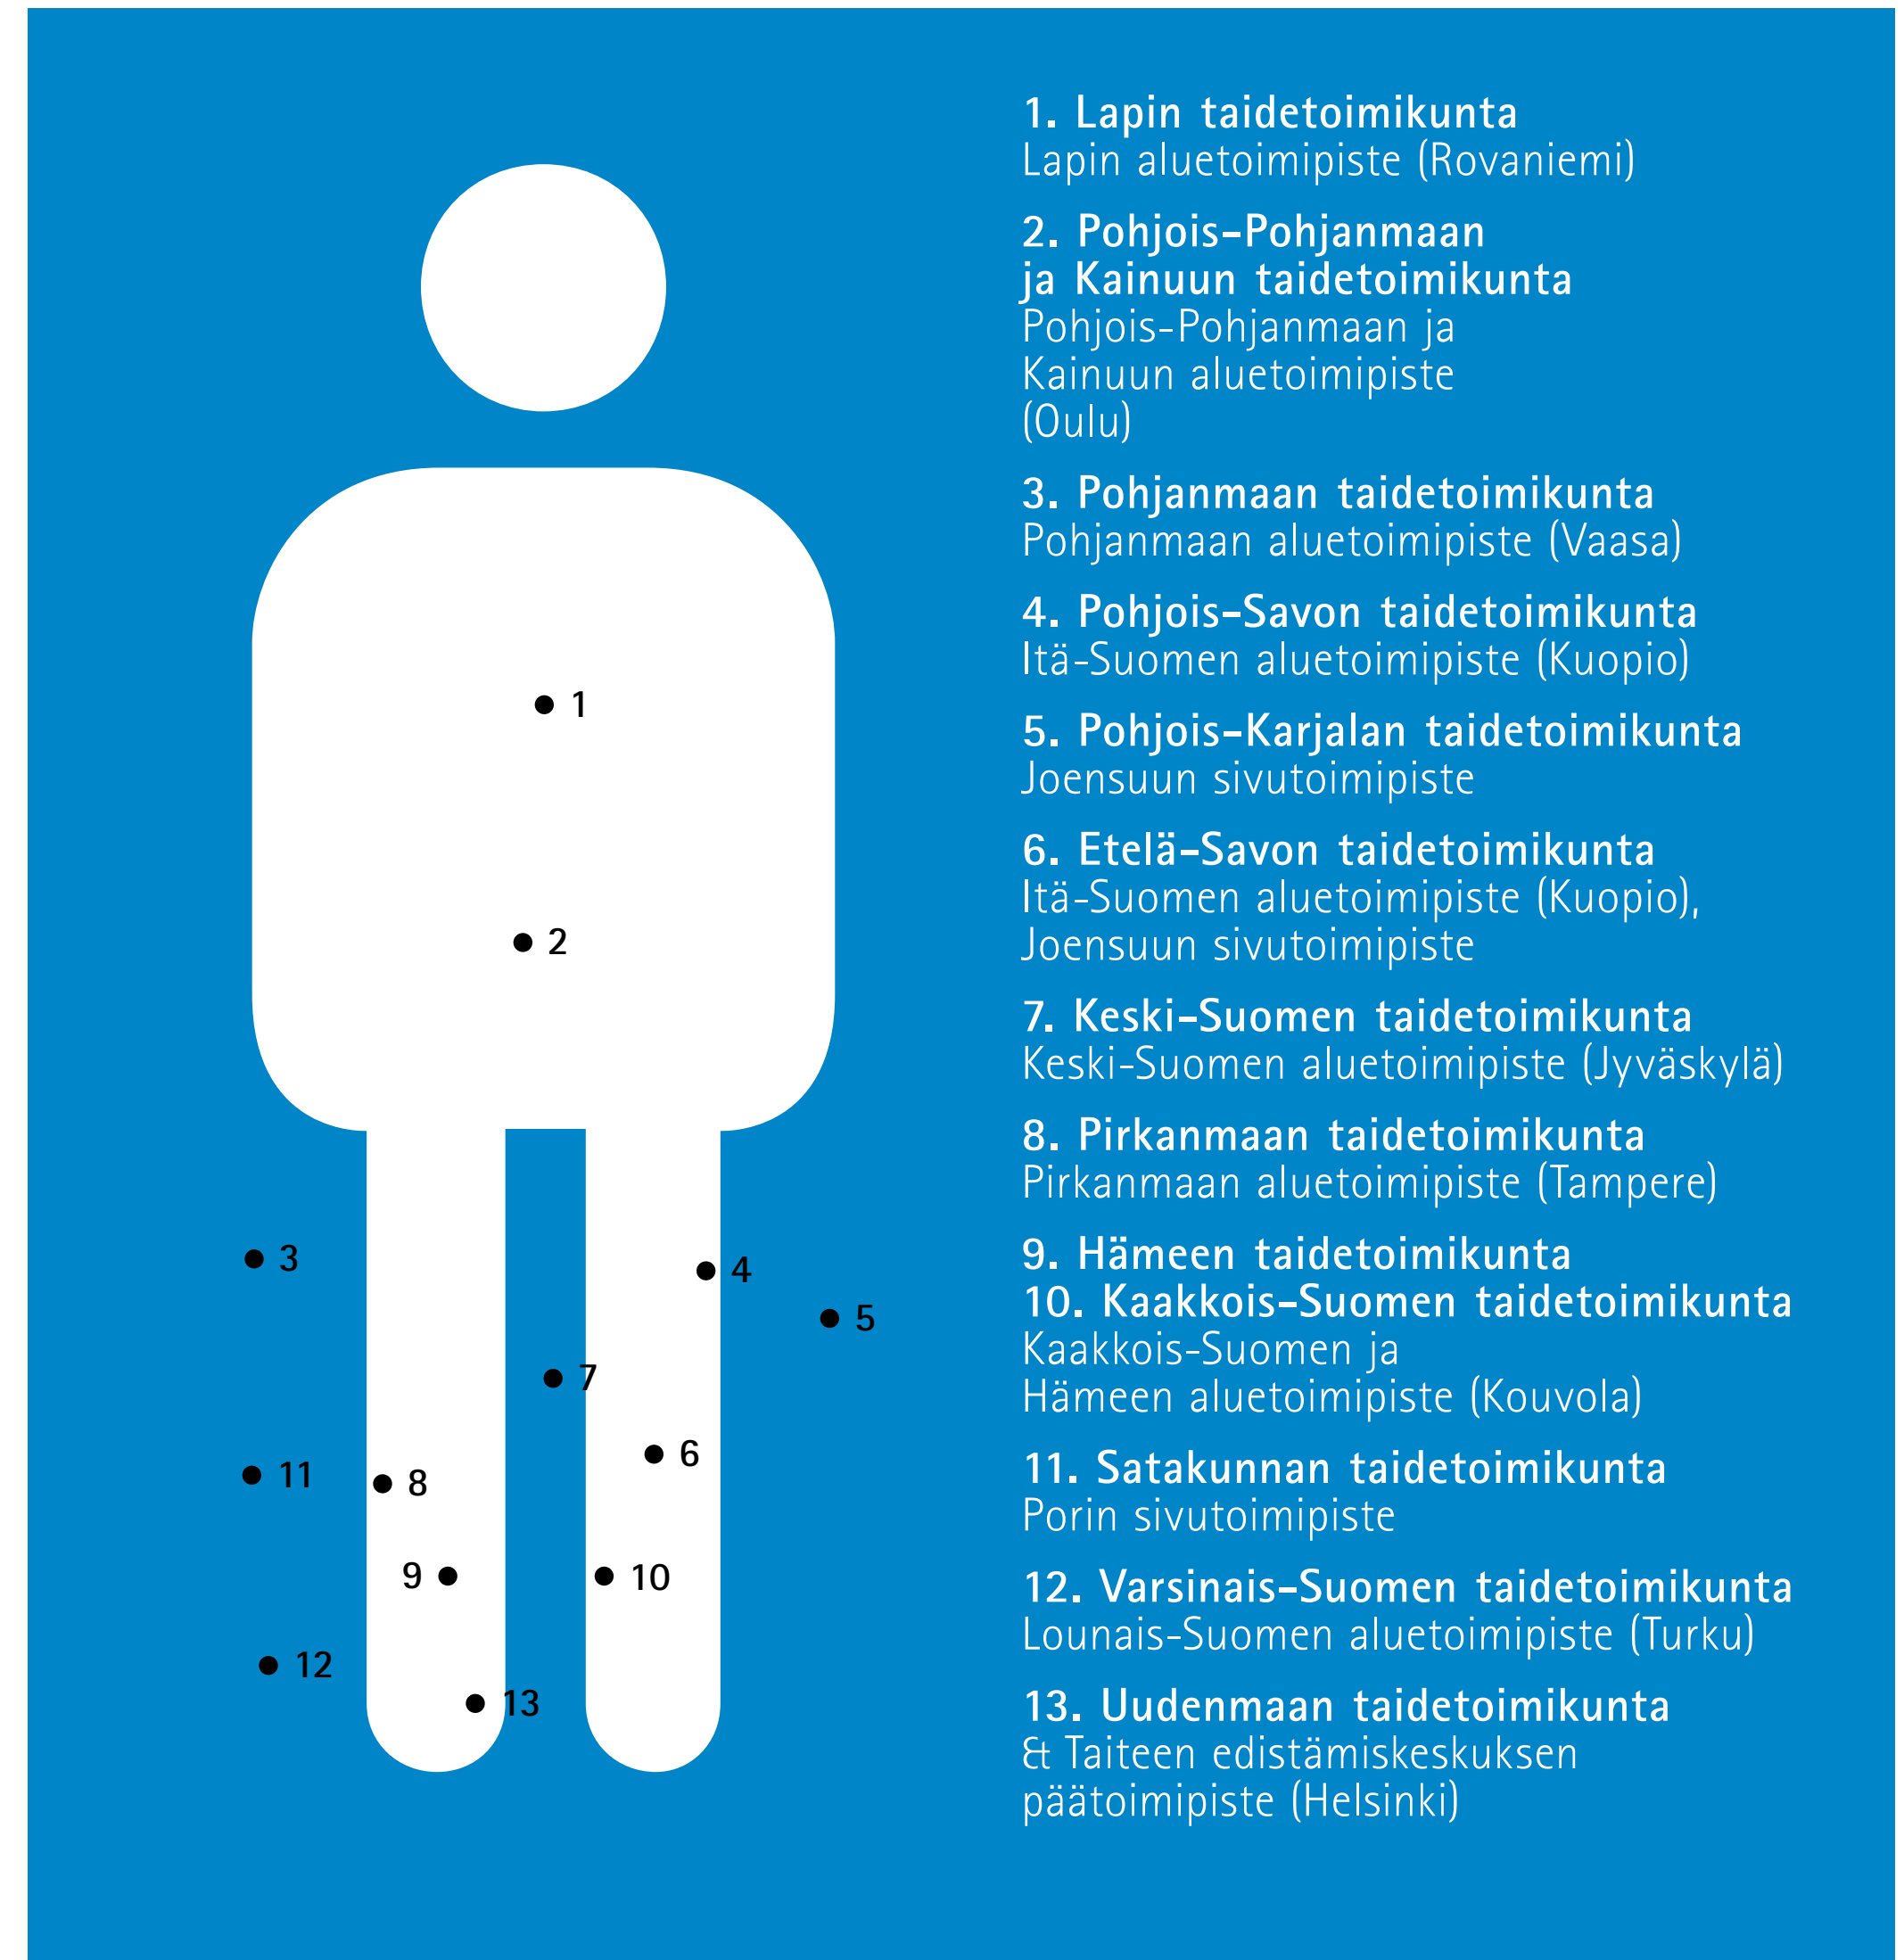 1. Lapin taidetoimikunta
Lapin aluetoimipiste (Rovaniemi)
2. Pohjois-Pohjanmaan
ja Kainuun taidetoimikunta
Pohjois-Pohjanmaan ja
Kainuun aluetoimipiste
(Oulu)
3. Pohjanmaan taidetoimikunta
Pohjanmaan aluetoimipiste (Vaasa)
4. Pohjois-Savon taidetoimikunta
Itä-Suomen aluetoimipiste (Kuopio)
5. Pohjois-Karjalan taidetoimikunta
Joensuun sivutoimipiste
6. Etelä-Savon taidetoimikunta
Itä-Suomen aluetoimipiste (Kuopio),
Joensuun sivutoimipiste
7. Keski-Suomen taidetoimikunta
Keski-Suomen aluetoimipiste (Jyväskylä)
8. Pirkanmaan taidetoimikunta
Pirkanmaan aluetoimipiste (Tampere)
9. Hämeen taidetoimikunta
10. Kaakkois-Suomen taidetoimikunta
Kaakkois-Suomen ja
Hämeen aluetoimipiste (Kouvola)
11. Satakunnan taidetoimikunta
Porin sivutoimipiste
12. Varsinais-Suomen taidetoimikunta
Lounais-Suomen aluetoimipiste (Turku)
13. Uudenmaan taidetoimikunta
& Taiteen edistämiskeskuksen
päätoimipiste (Helsinki)
1
2
3
4
5
7
6
11
8
9
10
12
13